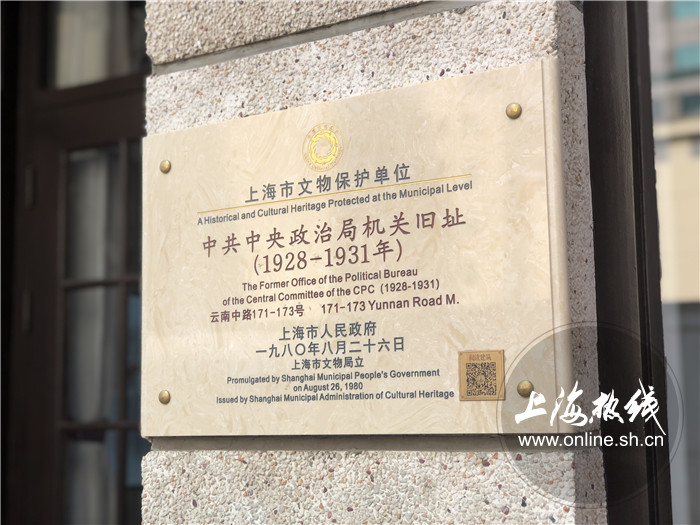 上海市文物保护单位
A Historical and Cultural Heritage Protected at the Municipal Level
中共中央政治局机关旧址
(1928-1931年)
The Former Office of the Political Bureau
of the Central Committee of the CPC (1928-1931)
云南中路171-173号 171-173 Yunnan Road M.
上海市人民政府
一九八〇年八月二十六日
上海市文物局立
Promulgated by Shanghai Municipal People's Government
on August 26, 1980
Issued by Shanghai Municipal Administration of Cultural Heritage
阅读建筑
上海热线
www.online.sh.cn